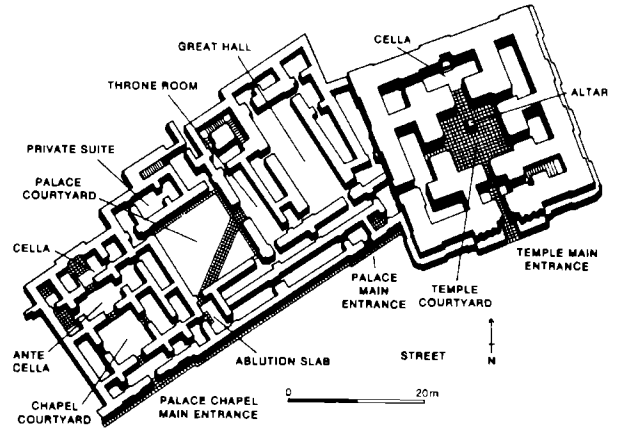 GREAT HALL
CELLA
THRONE ROOM
ALTAR
PRIVATE SUITE
PALACE
COURTYARD
CELLA
TEMPLE MAIN
ENTRANCE
PALACE
MAIN
ENTRANCE
TEMPLE
COURTYARD
ANTE
CELLA
ABLUTION SLAB
STREET
N
CHAPEL
COURTYARD
PALACE CHAPEL
MAIN ENTRANCE
0
20m